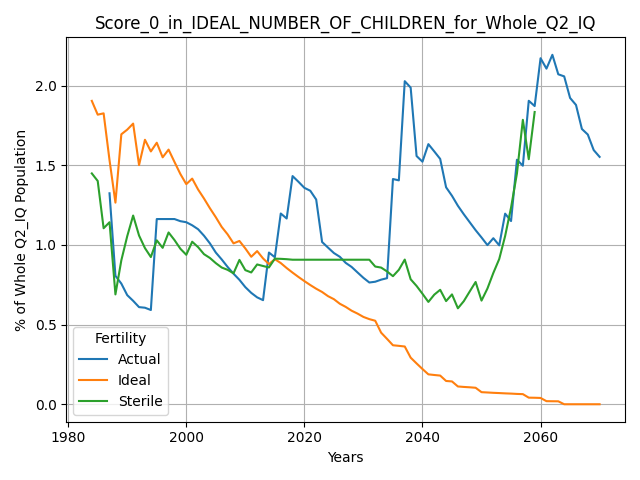 Score_0_in_IDEAL_NUMBER_OF_CHILDREN_for_Whole_Q2_IQ
% of Whole Q2_IQ Population
2.0
1.5
1.0
0.5
0.0
Fertility
Actual
Ideal
Sterile
1980
2000
2020
2040
2060
Years